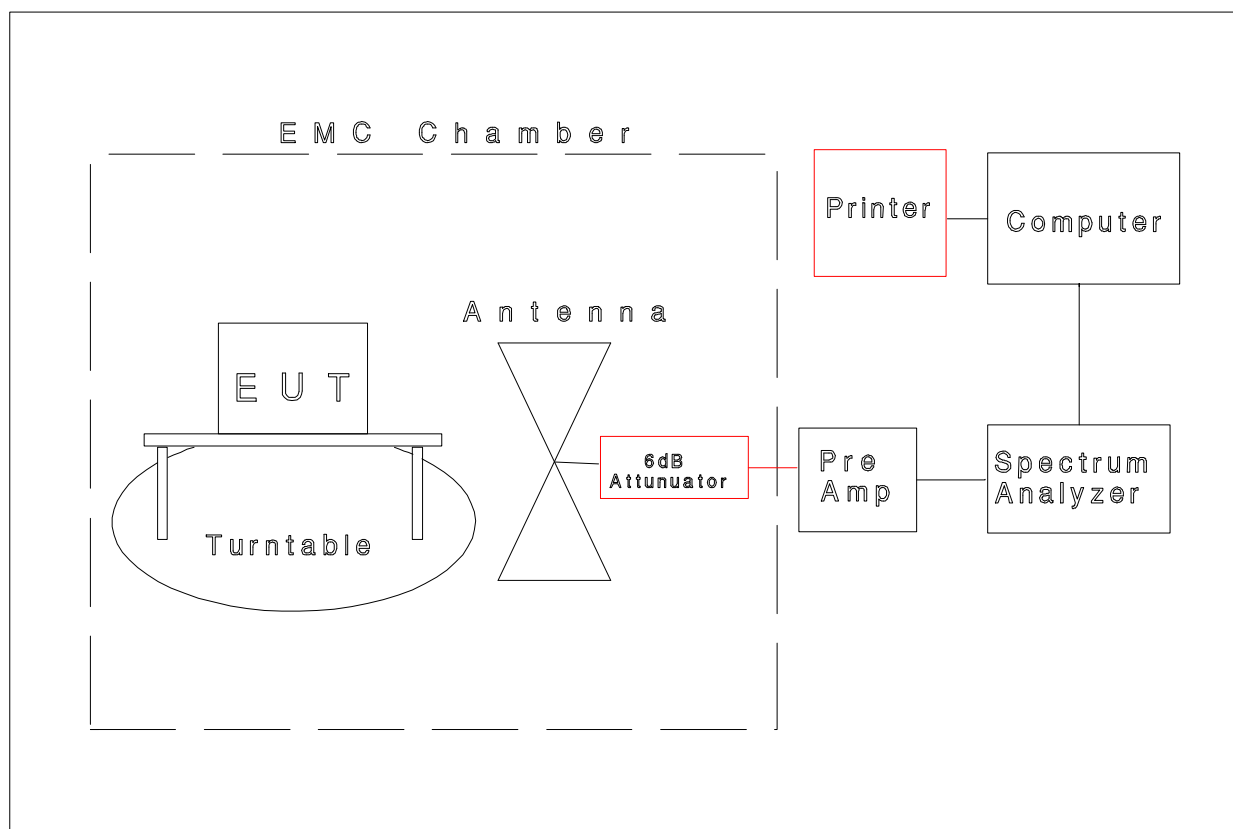 EMC Chamber
Printer
Computer
Antenna
EUT
6dB
Attunuator
Pre
Amp
Spectrum
Analyzer
Turntable